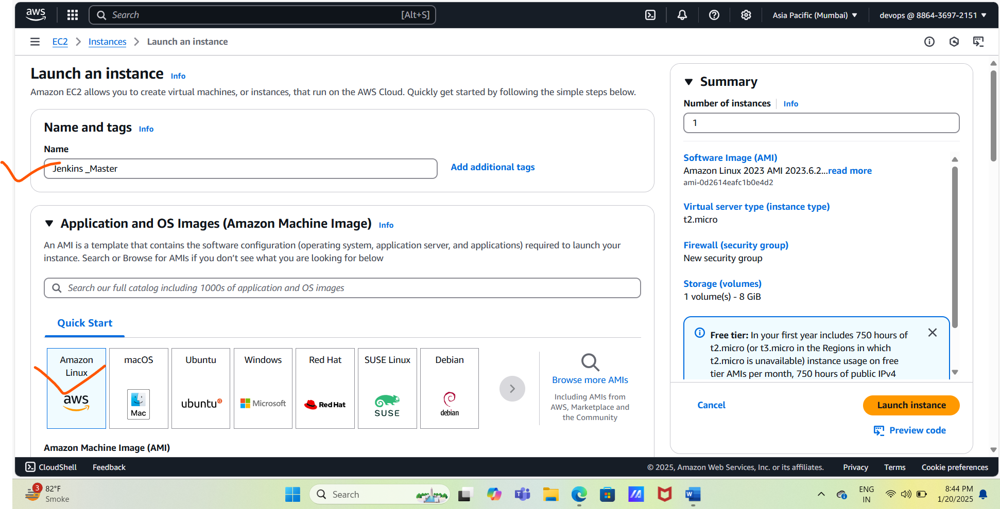 aws
Search [Alt+S]
Asia Pacific (Mumbai)
devops @ 8864-3697-2151
EC2 > Instances > Launch an instance
Launch an instance Info
Amazon EC2 allows you to create virtual machines, or instances, that run on the AWS Cloud. Quickly get started by following the simple steps below.
Name and tags Info
Name
Jenkins _Master
Add additional tags
Application and OS Images (Amazon Machine Image) Info
An AMI is a template that contains the software configuration (operating system, application server, and applications) required to launch your
instance. Search or Browse for AMIs if you don't see what you are looking for below
Search our full catalog including 1000s of application and OS images
Quick Start
Amazon
Linux
aws
macOS
Mac
Ubuntu
ubuntu
Windows
Microsoft
Red Hat
Red Hat
SUSE Linux
SUSE
Debian
debian
Browse more AMIs
Including AMIs from
AWS, Marketplace and
the Community
Amazon Machine Image (AMI)
Summary
Number of instances Info
1
Software Image (AMI)
Amazon Linux 2023 AMI 2023.6.2...read more
ami-0d2614eafc1b0e4d2
Virtual server type (instance type)
t2.micro
Firewall (security group)
New security group
Storage (volumes)
1 volume(s) - 8 GiB
Free tier: In your first year includes 750 hours of
t2.micro (or t3.micro in the Regions in which
t2.micro is unavailable) instance usage on free
tier AMIs per month, 750 hours of public IPv4
Cancel
Launch instance
Preview code
CloudShell Feedback
© 2025, Amazon Web Services, Inc. or its affiliates. Privacy Terms Cookie preferences
3
82°F
Smoke
Search
ENG
IN
8:44 PM
1/20/2025